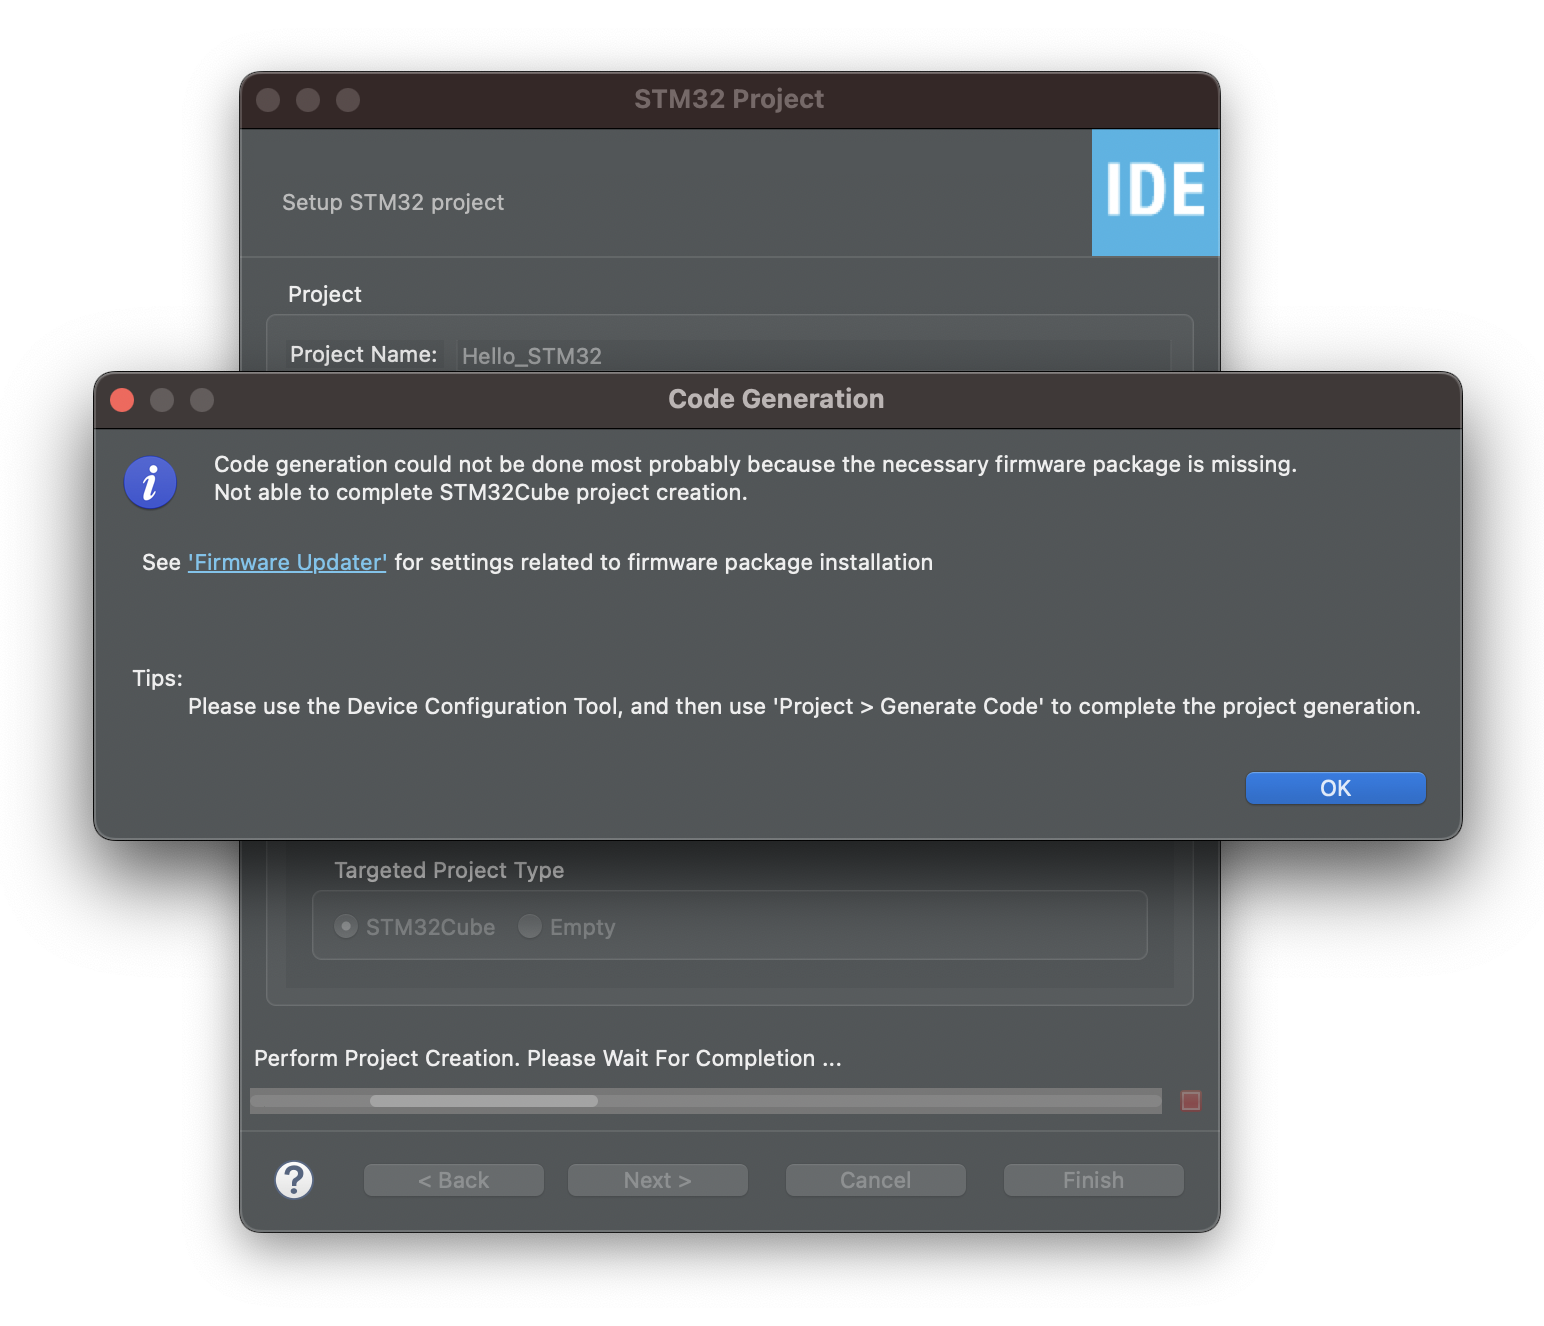 STM32 Project
Setup STM32 project
IDE
Project
Project Name: Hello_STM32
Code Generation
i
Code generation could not be done most probably because the necessary firmware package is missing.
Not able to complete STM32Cube project creation.
See 'Firmware Updater' for settings related to firmware package installation
Tips:
Please use the Device Configuration Tool, and then use 'Project > Generate Code' to complete the project generation.
OK
Targeted Project Type
STM32Cube Empty
Perform Project Creation. Please Wait For Completion ...
? < Back Next > Cancel Finish